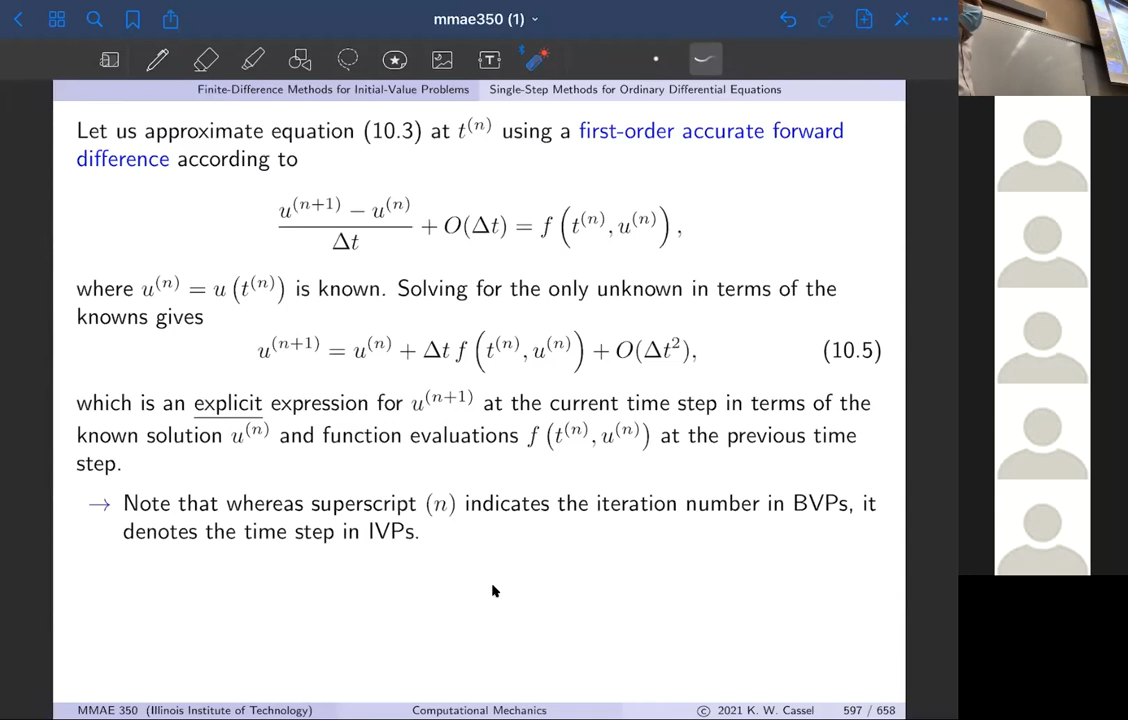 mmae350 (1)
Finite-Difference Methods for Initial-Value Problems Single-Step Methods for Ordinary Differential Equations
Let us approximate equation (10.3) at t^(n) using a first-order accurate forward
difference according to
(u^(n+1) − u^(n)) / Δt + O(Δt) = f (t^(n), u^(n)),
where u^(n) = u (t^(n)) is known. Solving for the only unknown in terms of the
knowns gives
u^(n+1) = u^(n) + Δt f (t^(n), u^(n)) + O(Δt²), (10.5)
which is an explicit expression for u^(n+1) at the current time step in terms of the
known solution u^(n) and function evaluations f (t^(n), u^(n)) at the previous time
step.
→ Note that whereas superscript (n) indicates the iteration number in BVPs, it
denotes the time step in IVPs.
MMAE 350 (Illinois Institute of Technology) Computational Mechanics © 2021 K. W. Cassel 597 / 658